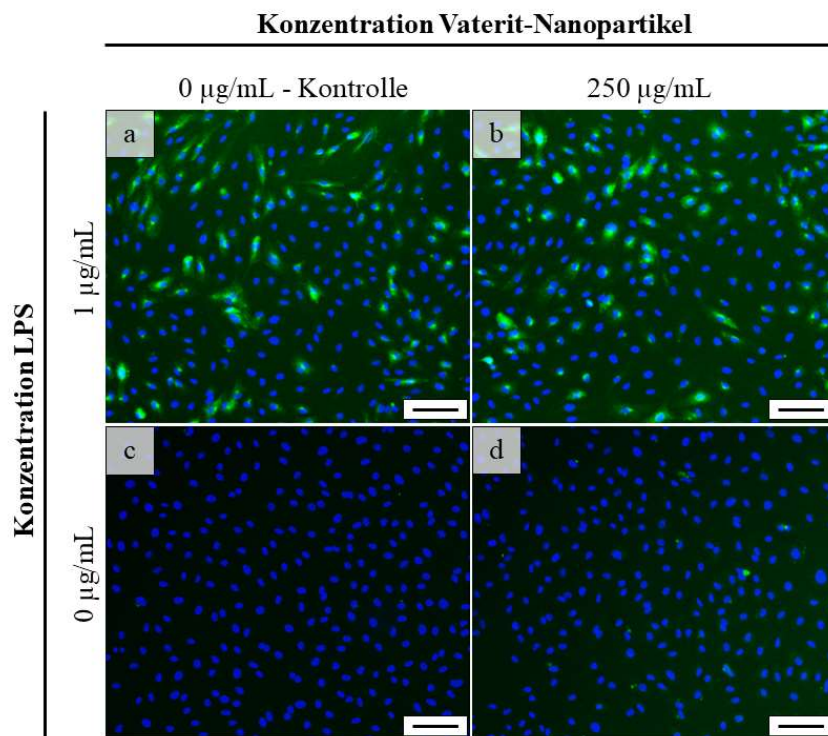 Konzentration Vaterit-Nanopartikel
0 µg/mL - Kontrolle
250 µg/mL
Konzentration LPS
1 µg/mL
a
b
0 µg/mL
c
d